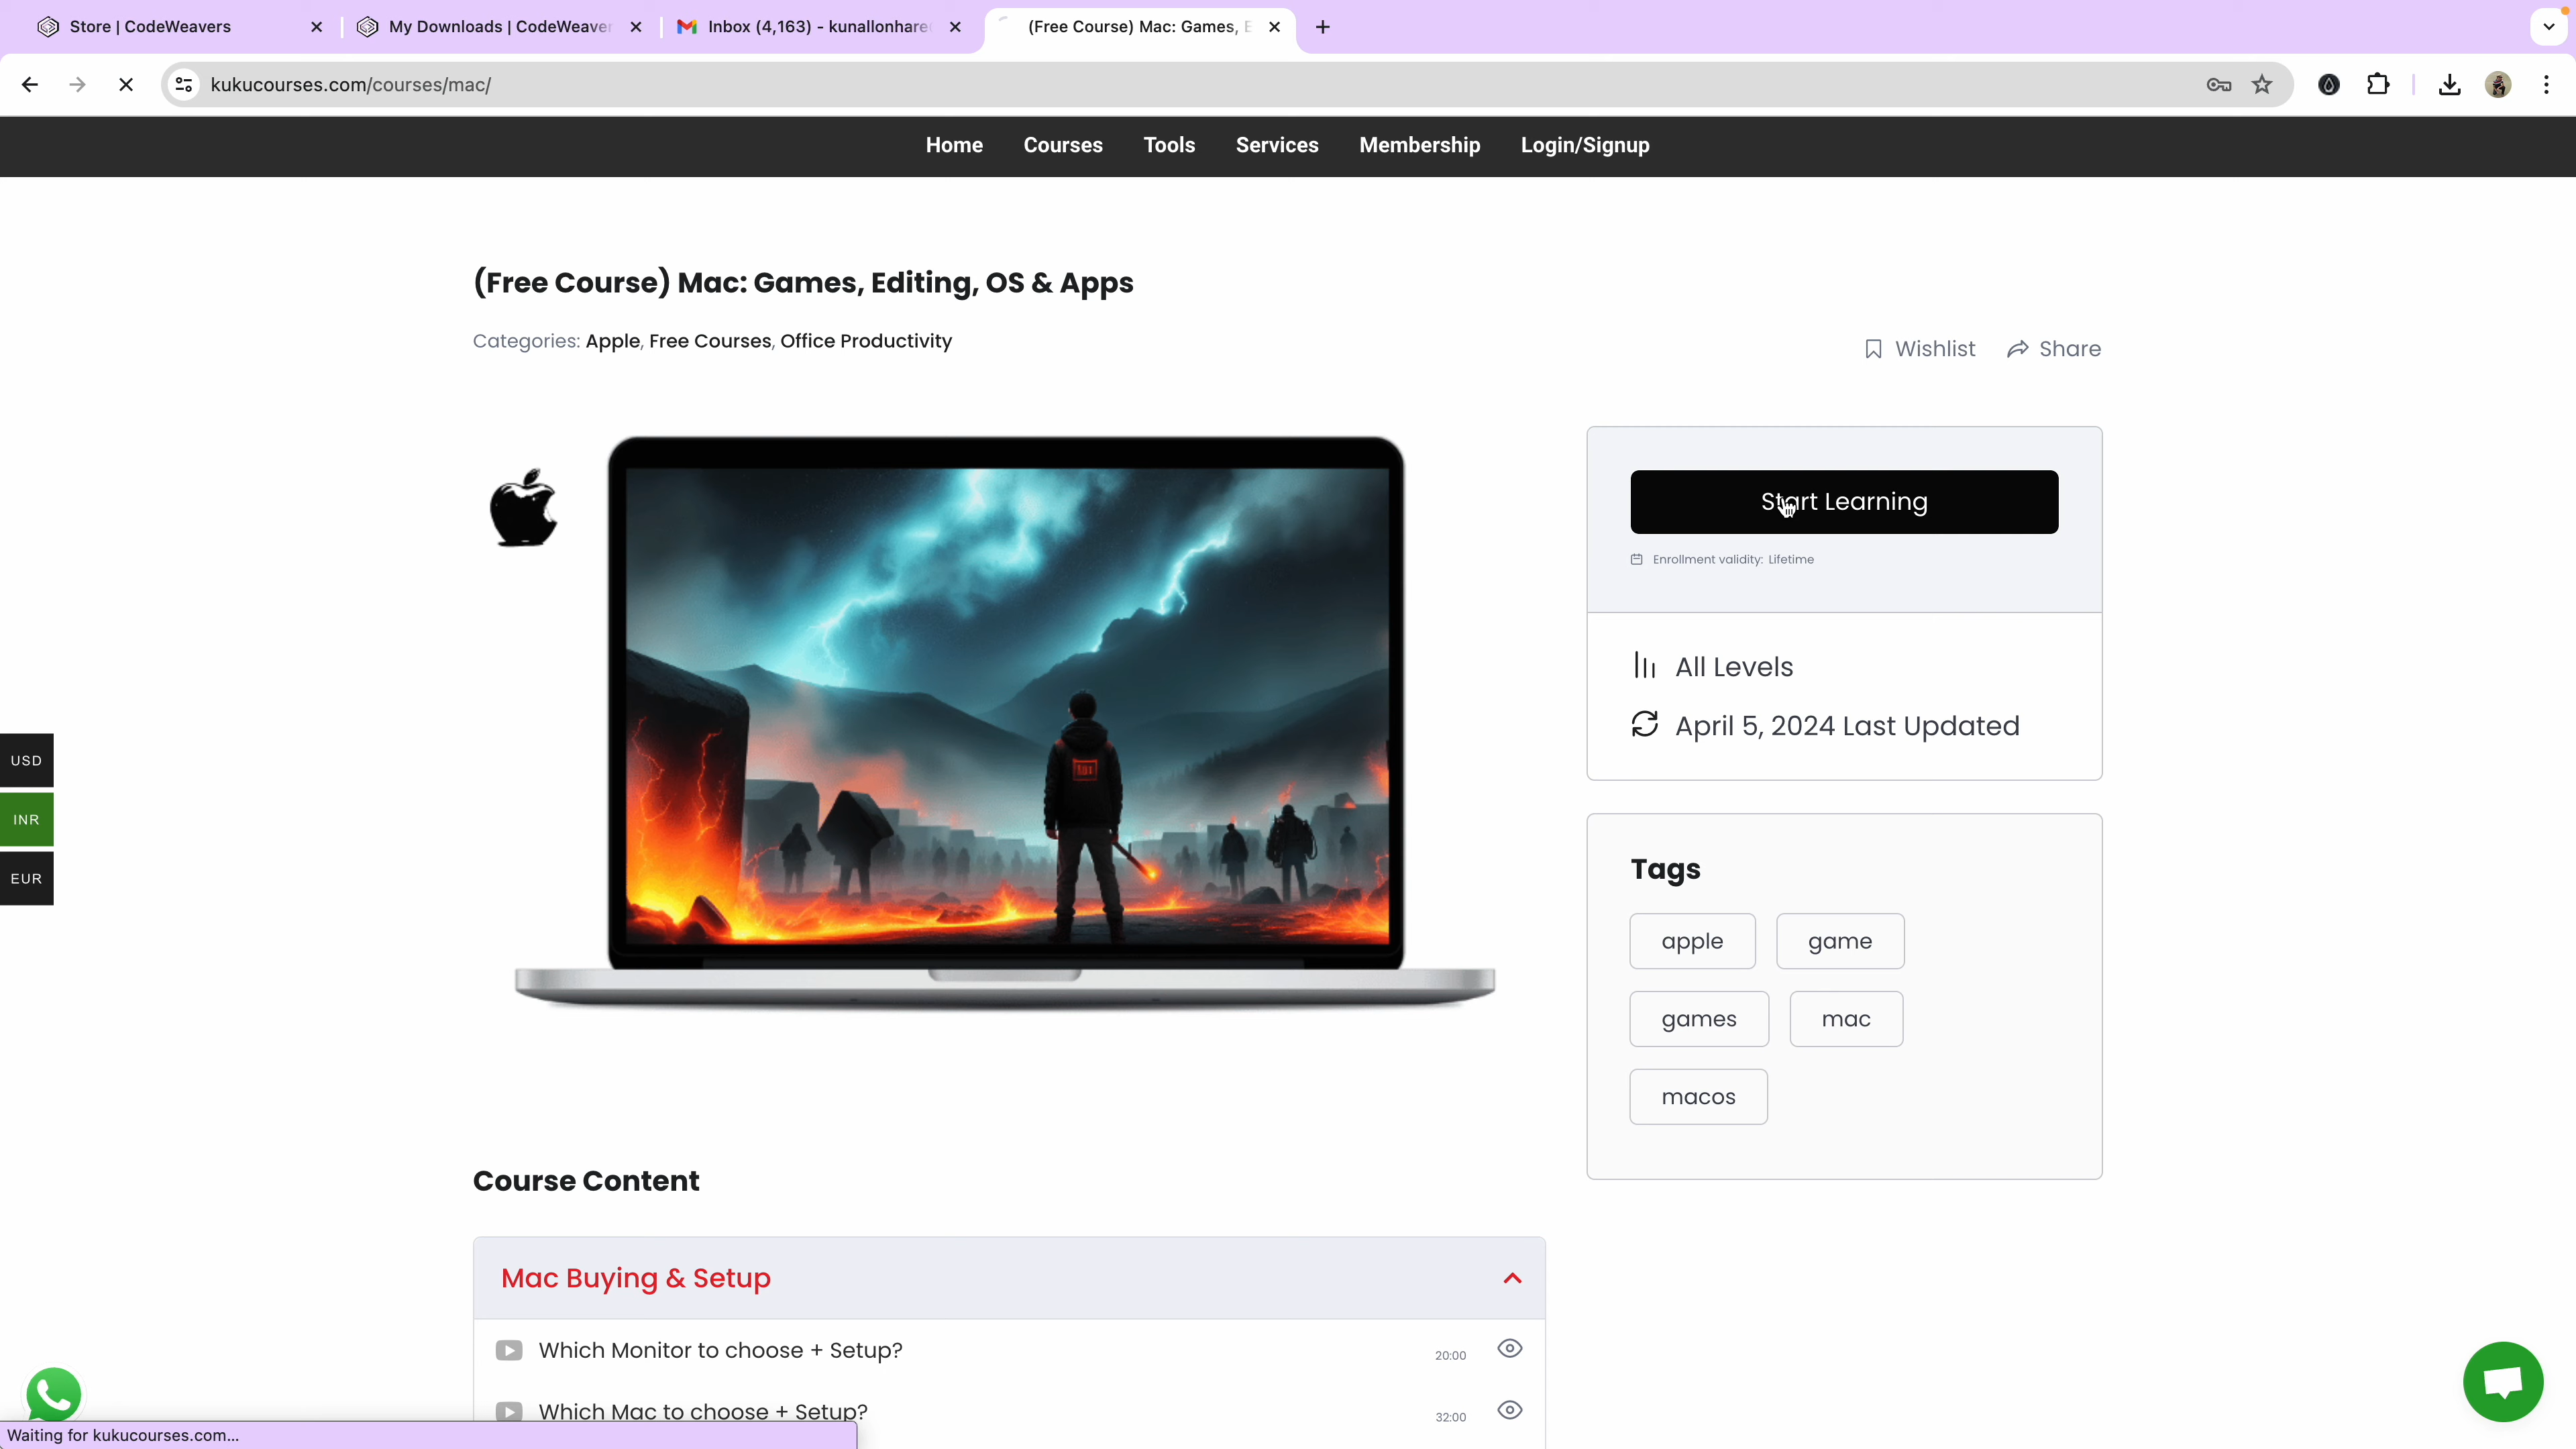 Store | CodeWeavers
My Downloads | CodeWeaver
Inbox (4,163) - kunallonhare
(Free Course) Mac: Games, E
kukucourses.com/courses/mac/
Home Courses Tools Services Membership Login/Signup
(Free Course) Mac: Games, Editing, OS & Apps
Categories: Apple, Free Courses, Office Productivity
Wishlist Share
Start Learning
Enrollment validity: Lifetime
All Levels
April 5, 2024 Last Updated
USD
INR
EUR
Tags
apple game
games mac
macos
Course Content
Mac Buying & Setup
Which Monitor to choose + Setup? 20:00
Which Mac to choose + Setup? 32:00
Waiting for kukucourses.com...